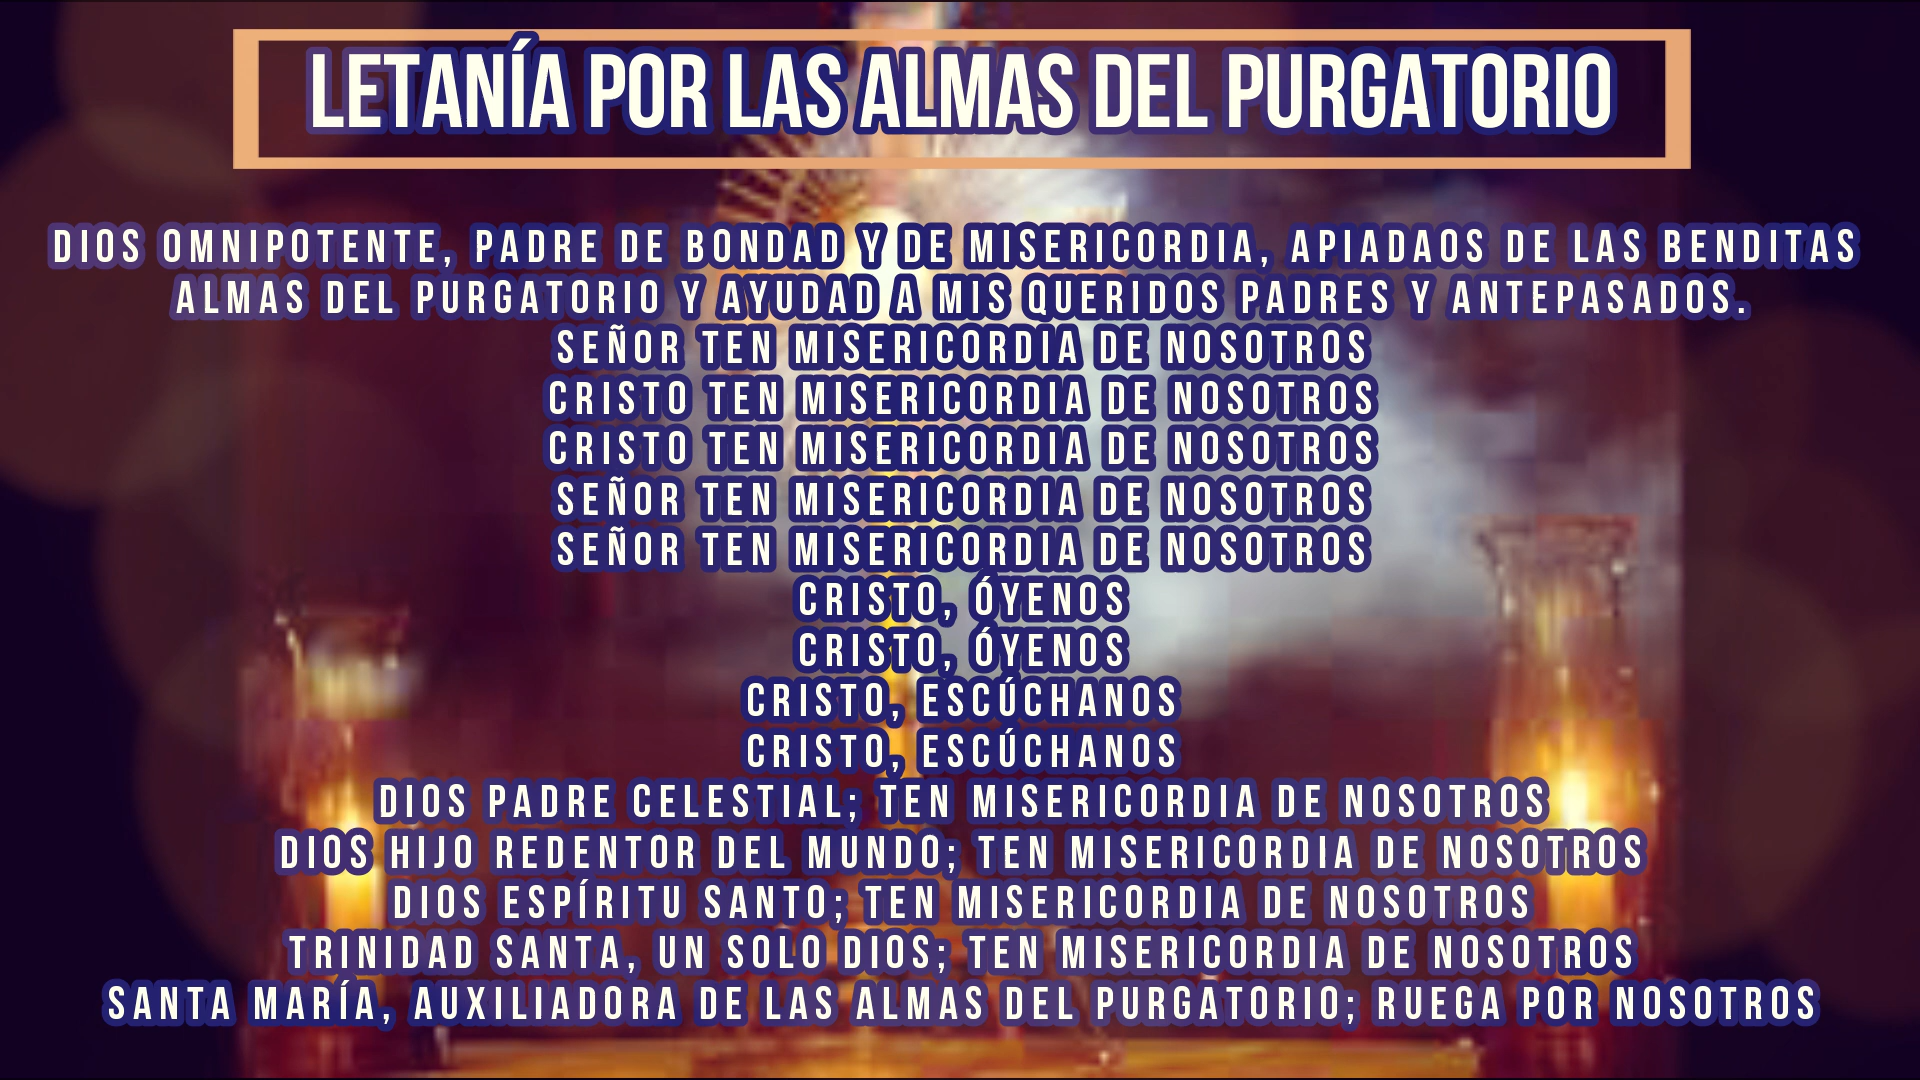 LETANÍA POR LAS ALMAS DEL PURGATORIO
DIOS OMNIPOTENTE, PADRE DE BONDAD Y DE MISERICORDIA, APIADAOS DE LAS BENDITAS
ALMAS DEL PURGATORIO Y AYUDAD A MIS QUERIDOS PADRES Y ANTEPASADOS.
SEÑOR TEN MISERICORDIA DE NOSOTROS
CRISTO TEN MISERICORDIA DE NOSOTROS
CRISTO TEN MISERICORDIA DE NOSOTROS
SEÑOR TEN MISERICORDIA DE NOSOTROS
SEÑOR TEN MISERICORDIA DE NOSOTROS
CRISTO, ÓYENOS
CRISTO, ÓYENOS
CRISTO, ESCÚCHANOS
CRISTO, ESCÚCHANOS
DIOS PADRE CELESTIAL; TEN MISERICORDIA DE NOSOTROS
DIOS HIJO REDENTOR DEL MUNDO; TEN MISERICORDIA DE NOSOTROS
DIOS ESPÍRITU SANTO; TEN MISERICORDIA DE NOSOTROS
TRINIDAD SANTA, UN SOLO DIOS; TEN MISERICORDIA DE NOSOTROS
SANTA MARÍA, AUXILIADORA DE LAS ALMAS DEL PURGATORIO; RUEGA POR NOSOTROS